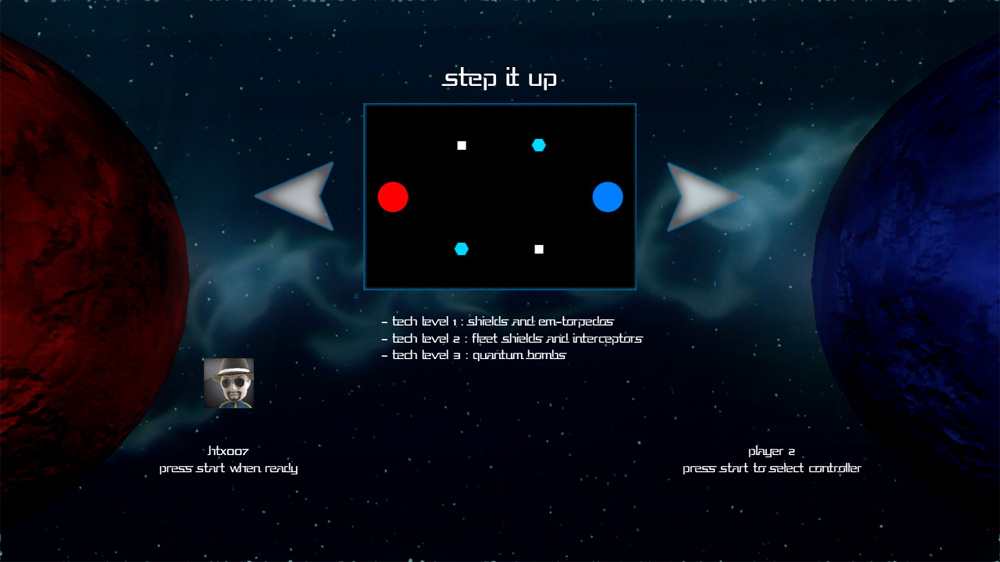 step it up
- tech level 1 : shields and em-torpedos
- tech level 2 : fleet shields and interceptors
- tech level 3 : quantum bombs
htx007
press start when ready
player 2
press start to select controller